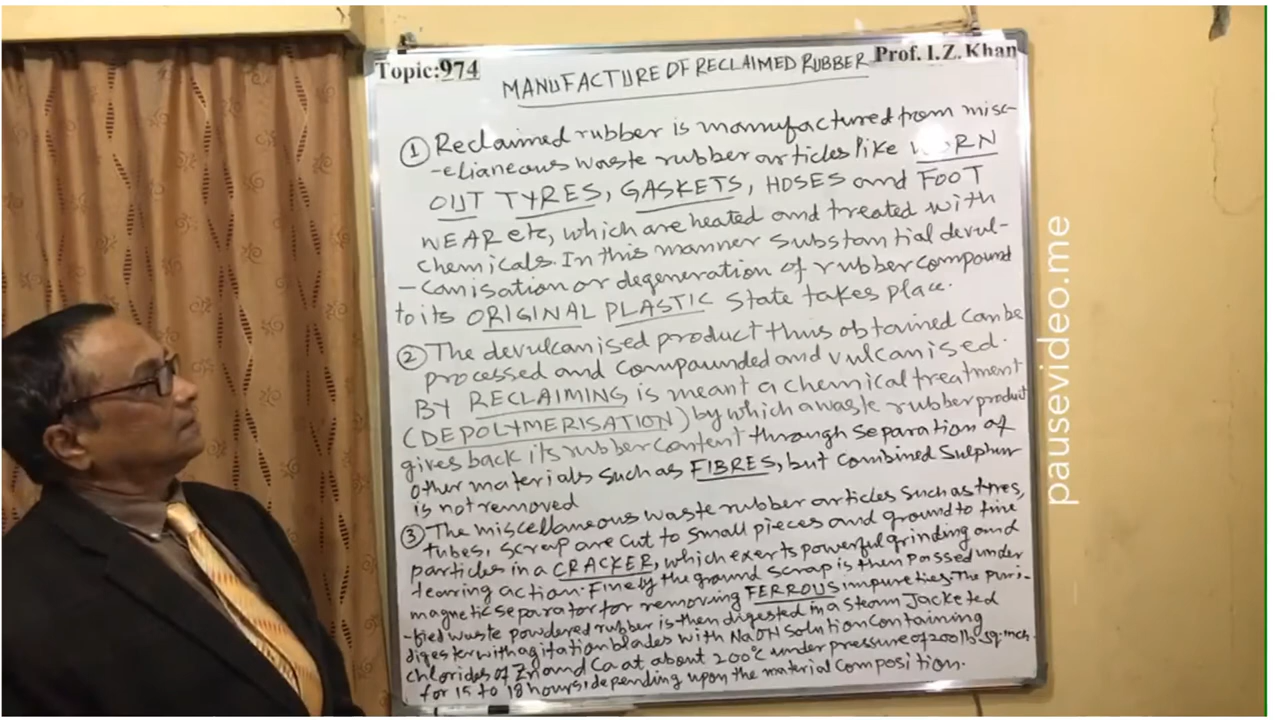 Topic:974
MANUFACTURE OF RECLAIMED RUBBER
Prof. I.Z. Khan
① Reclaimed rubber is manufactured from misc-
-ellaneous waste rubber articles like WORN
OUT TYRES, GASKETS, HOSES and FOOT
WEAR etc, which are heated and treated with
chemicals. In this manner substantial devul-
-canisation or degeneration of rubber compound
to its ORIGINAL PLASTIC state takes place.
② The devulcanised product thus obtained can be
processed and compounded and vulcanised.
BY RECLAIMING is meant a chemical treatment
(DEPOLYMERISATION) by which a waste rubber product
gives back its rubber content through separation of
other materials such as FIBRES, but combined sulphur
is not removed
③ The miscellaneous waste rubber articles such as tyres,
tubes, scrap are cut to small pieces and ground to fine
particles in a CRACKER, which exerts powerful grinding and
tearing action. Finely the ground scrap is then passed under
magnetic separator for removing FERROUS impureties. The puri-
-fied waste powdered rubber is then digested in a steam Jacketed
digester with agitation blades with NaOH solution containing
chlorides of Zn and Ca at about 200°C under pressure of 200 lb sq. inch.
for 15 to 18 hours, depending upon the material composition.
pausevideo.me